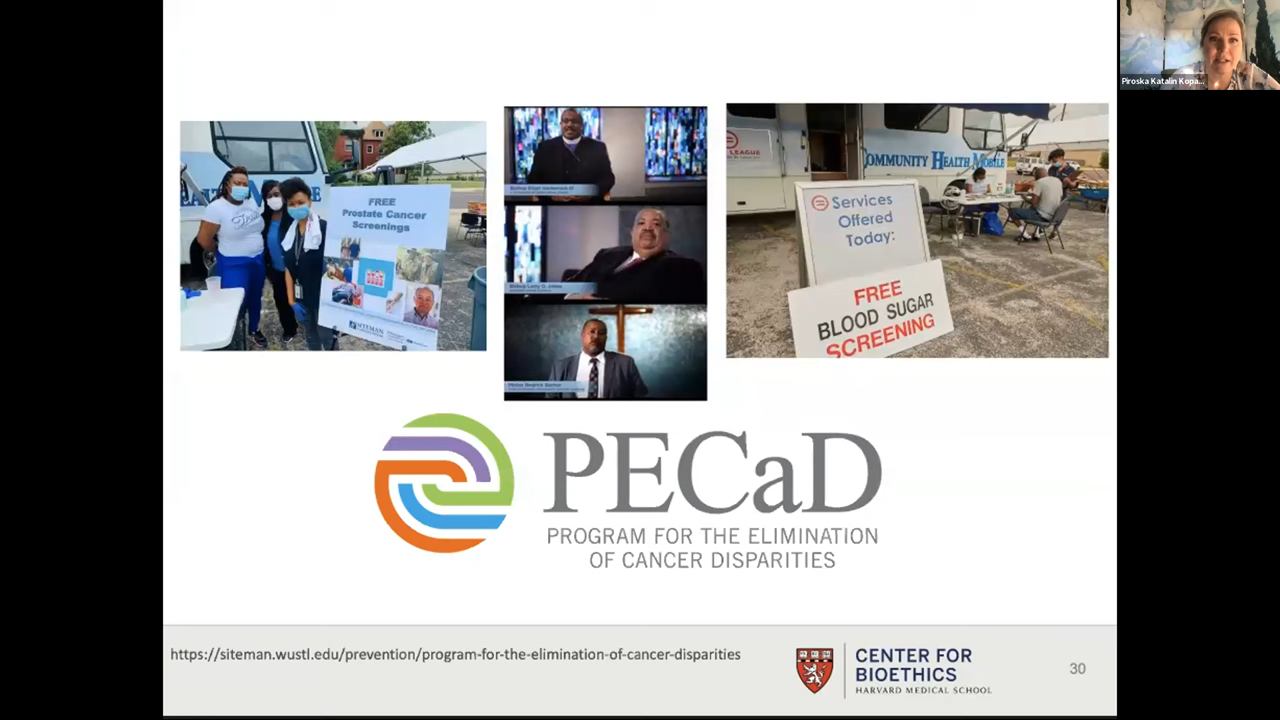 Piroska Katalin Kopa...
FREE
Prostate Cancer
Screenings
SITEMAN
LEAGUE
COMMUNITY HEALTH MOBILE
Services
Offered
Today:
FREE
BLOOD SUGAR
SCREENING
PECaD
PROGRAM FOR THE ELIMINATION
OF CANCER DISPARITIES
https://siteman.wustl.edu/prevention/program-for-the-elimination-of-cancer-disparities
CENTER FOR
BIOETHICS
HARVARD MEDICAL SCHOOL
30